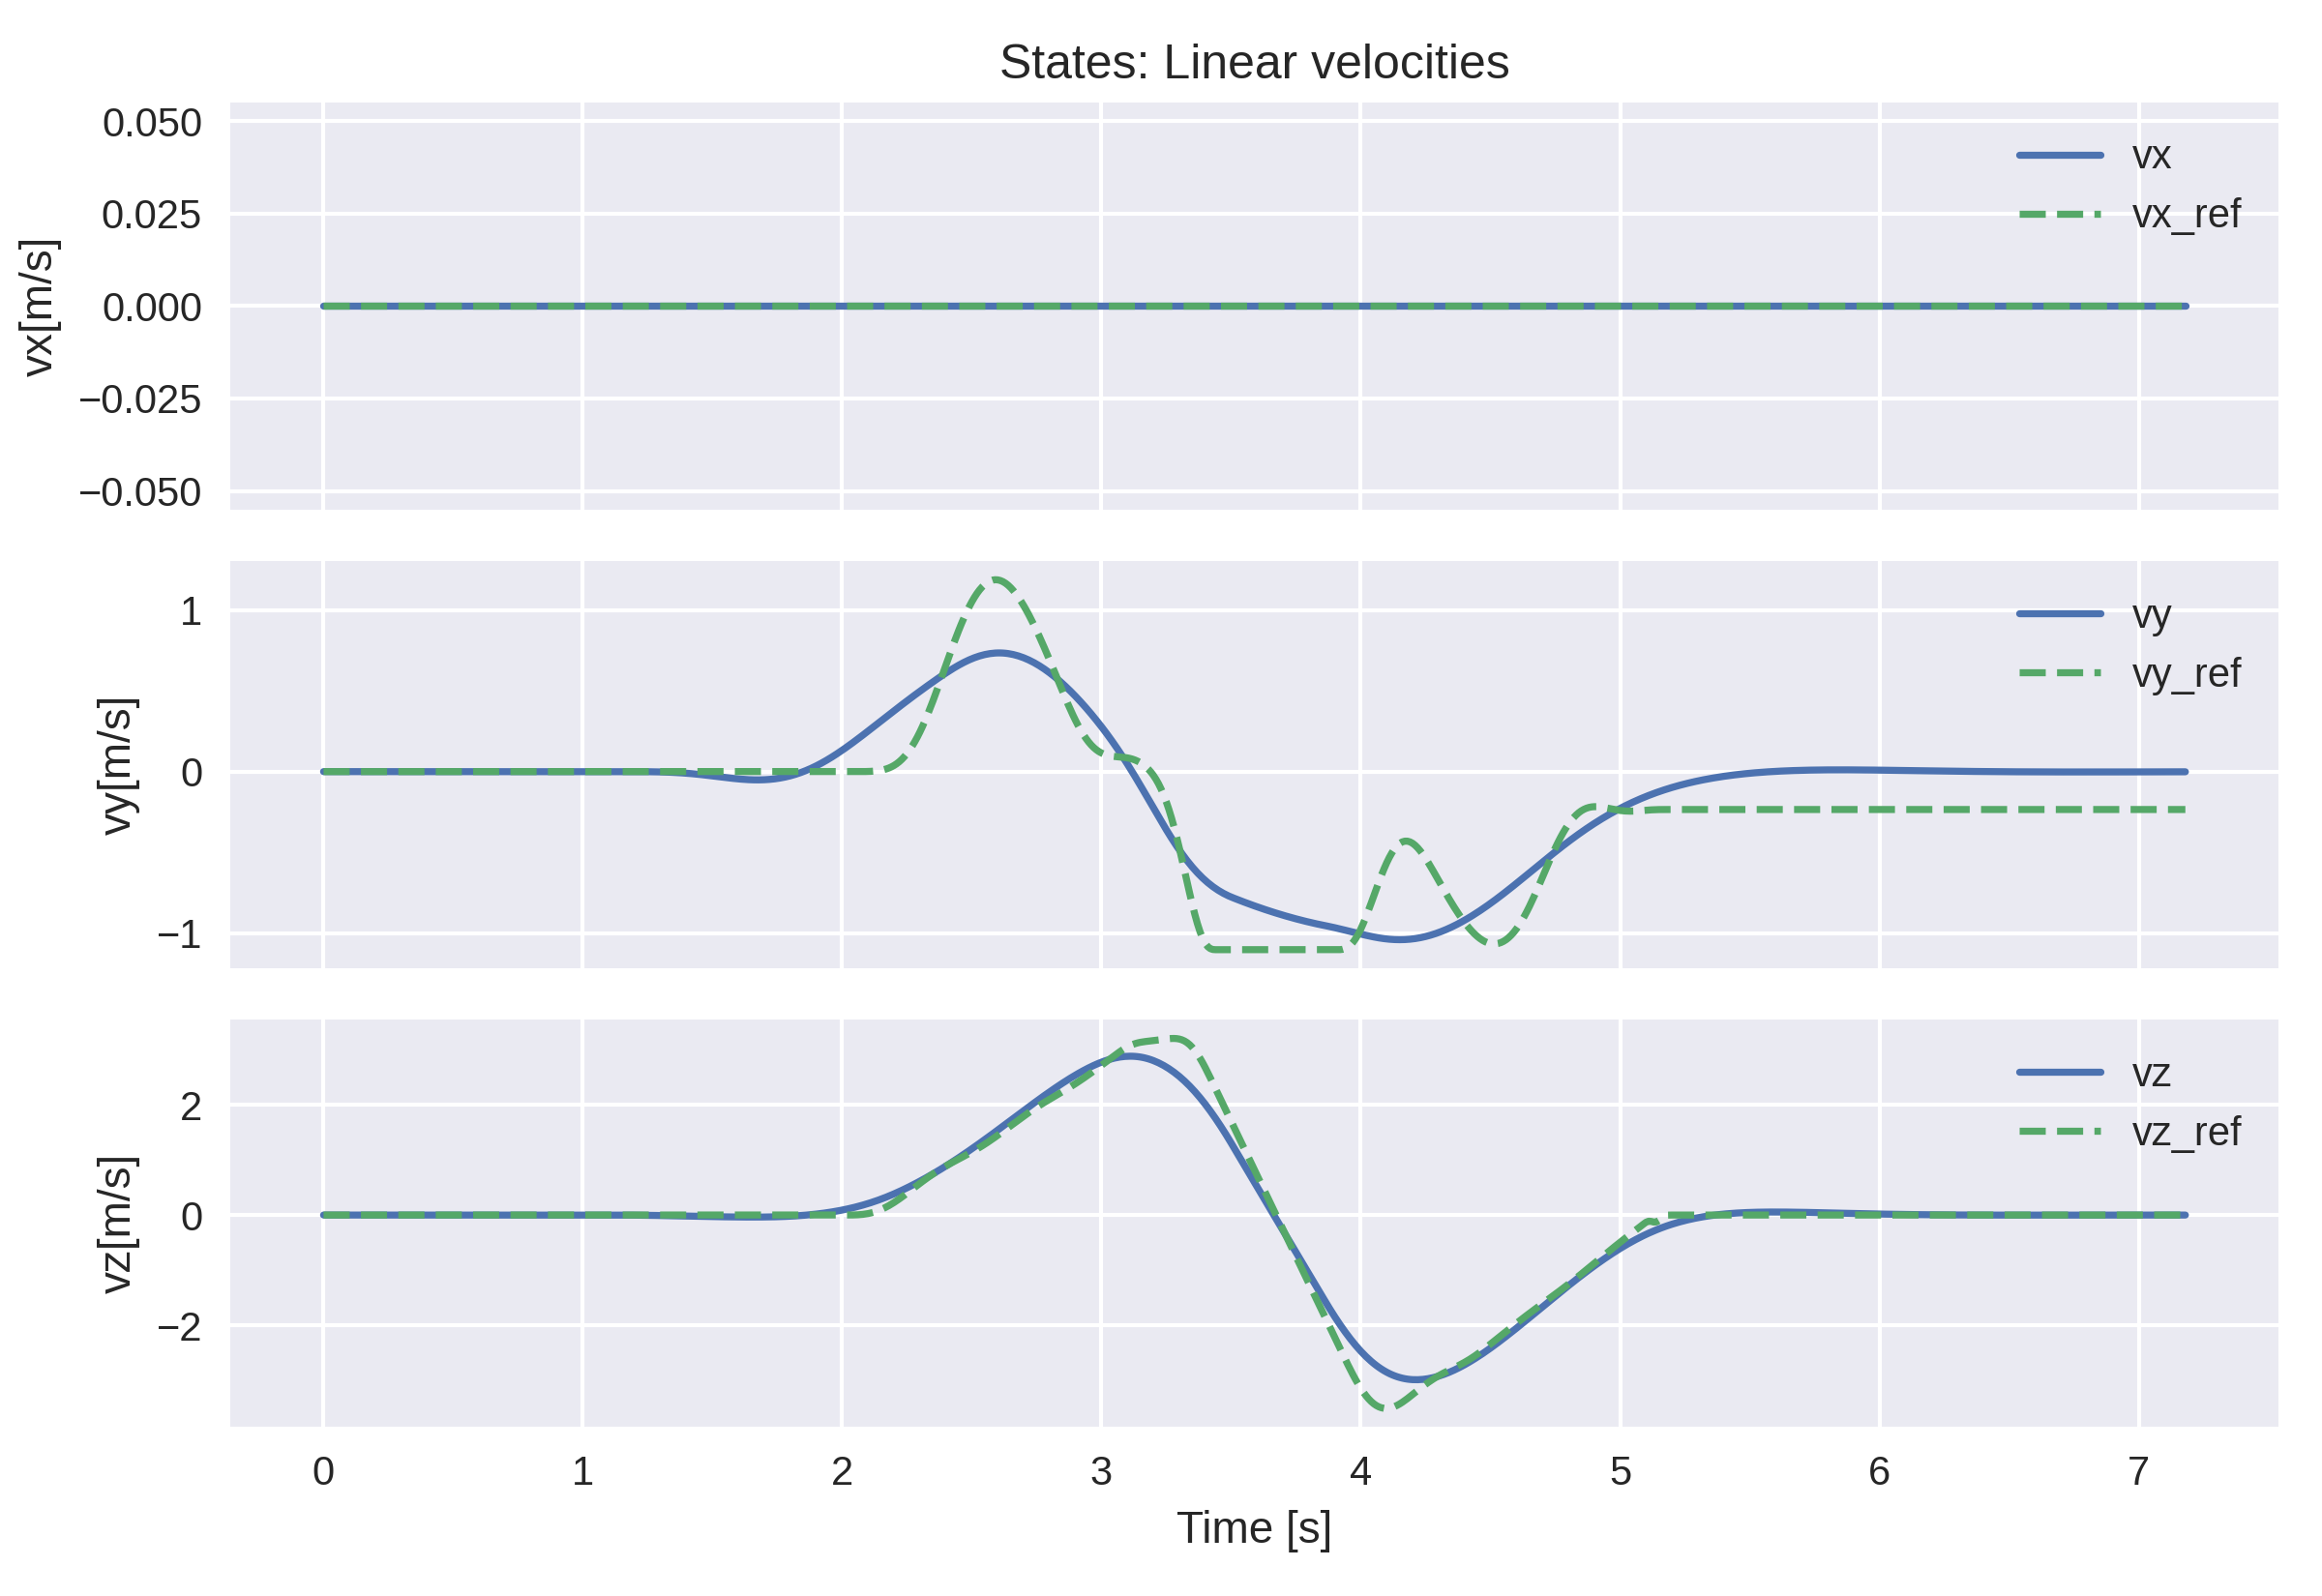 States: Linear velocities
0.050
0.025
0.000
−0.025
−0.050
vx[m/s]
vx
vx_ref
1
0
−1
vy[m/s]
vy
vy_ref
2
0
−2
vz[m/s]
vz
vz_ref
0 1 2 3 4 5 6 7
Time [s]